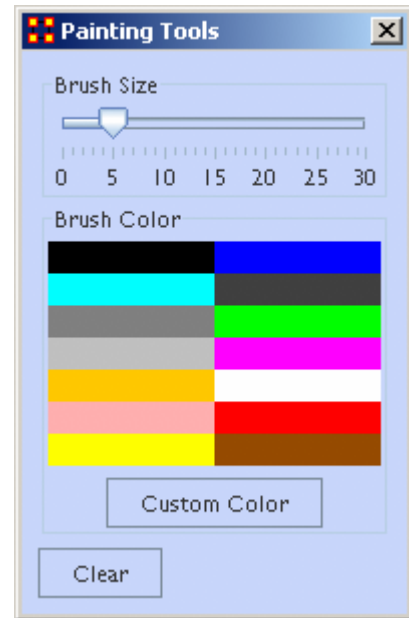 Painting Tools
Brush Size
0 5 10 15 20 25 30
Brush Color
Custom Color
Clear